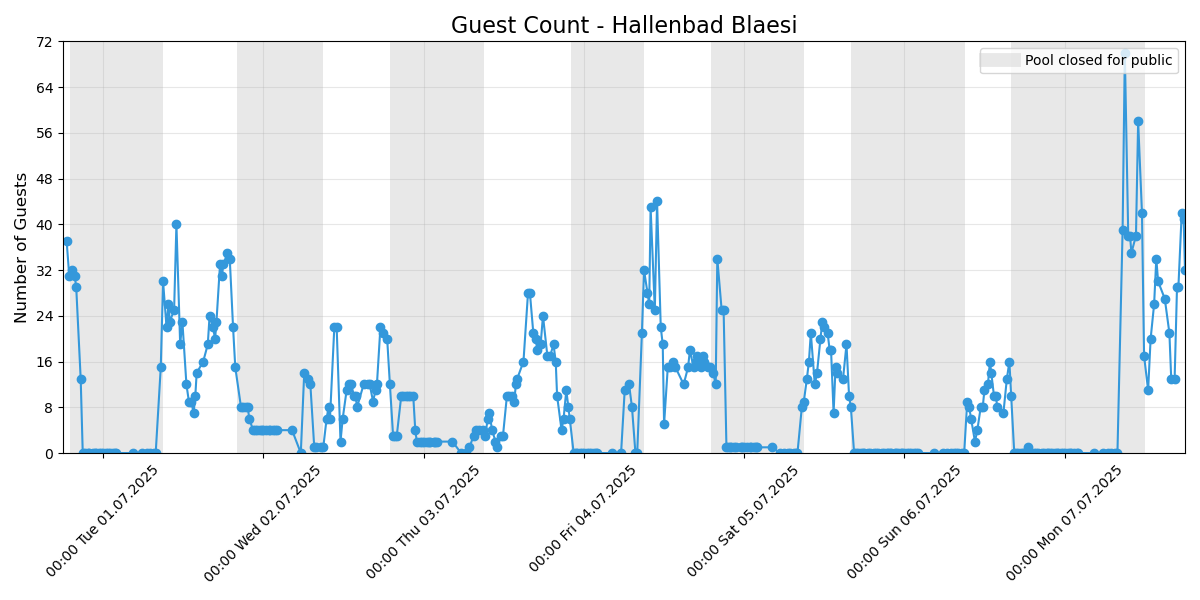 Guest Count - Hallenbad Blaesi
Number of Guests
72
64
56
48
40
32
24
16
8
0
Pool closed for public
00:00 Tue 01.07.2025
00:00 Wed 02.07.2025
00:00 Thu 03.07.2025
00:00 Fri 04.07.2025
00:00 Sat 05.07.2025
00:00 Sun 06.07.2025
00:00 Mon 07.07.2025